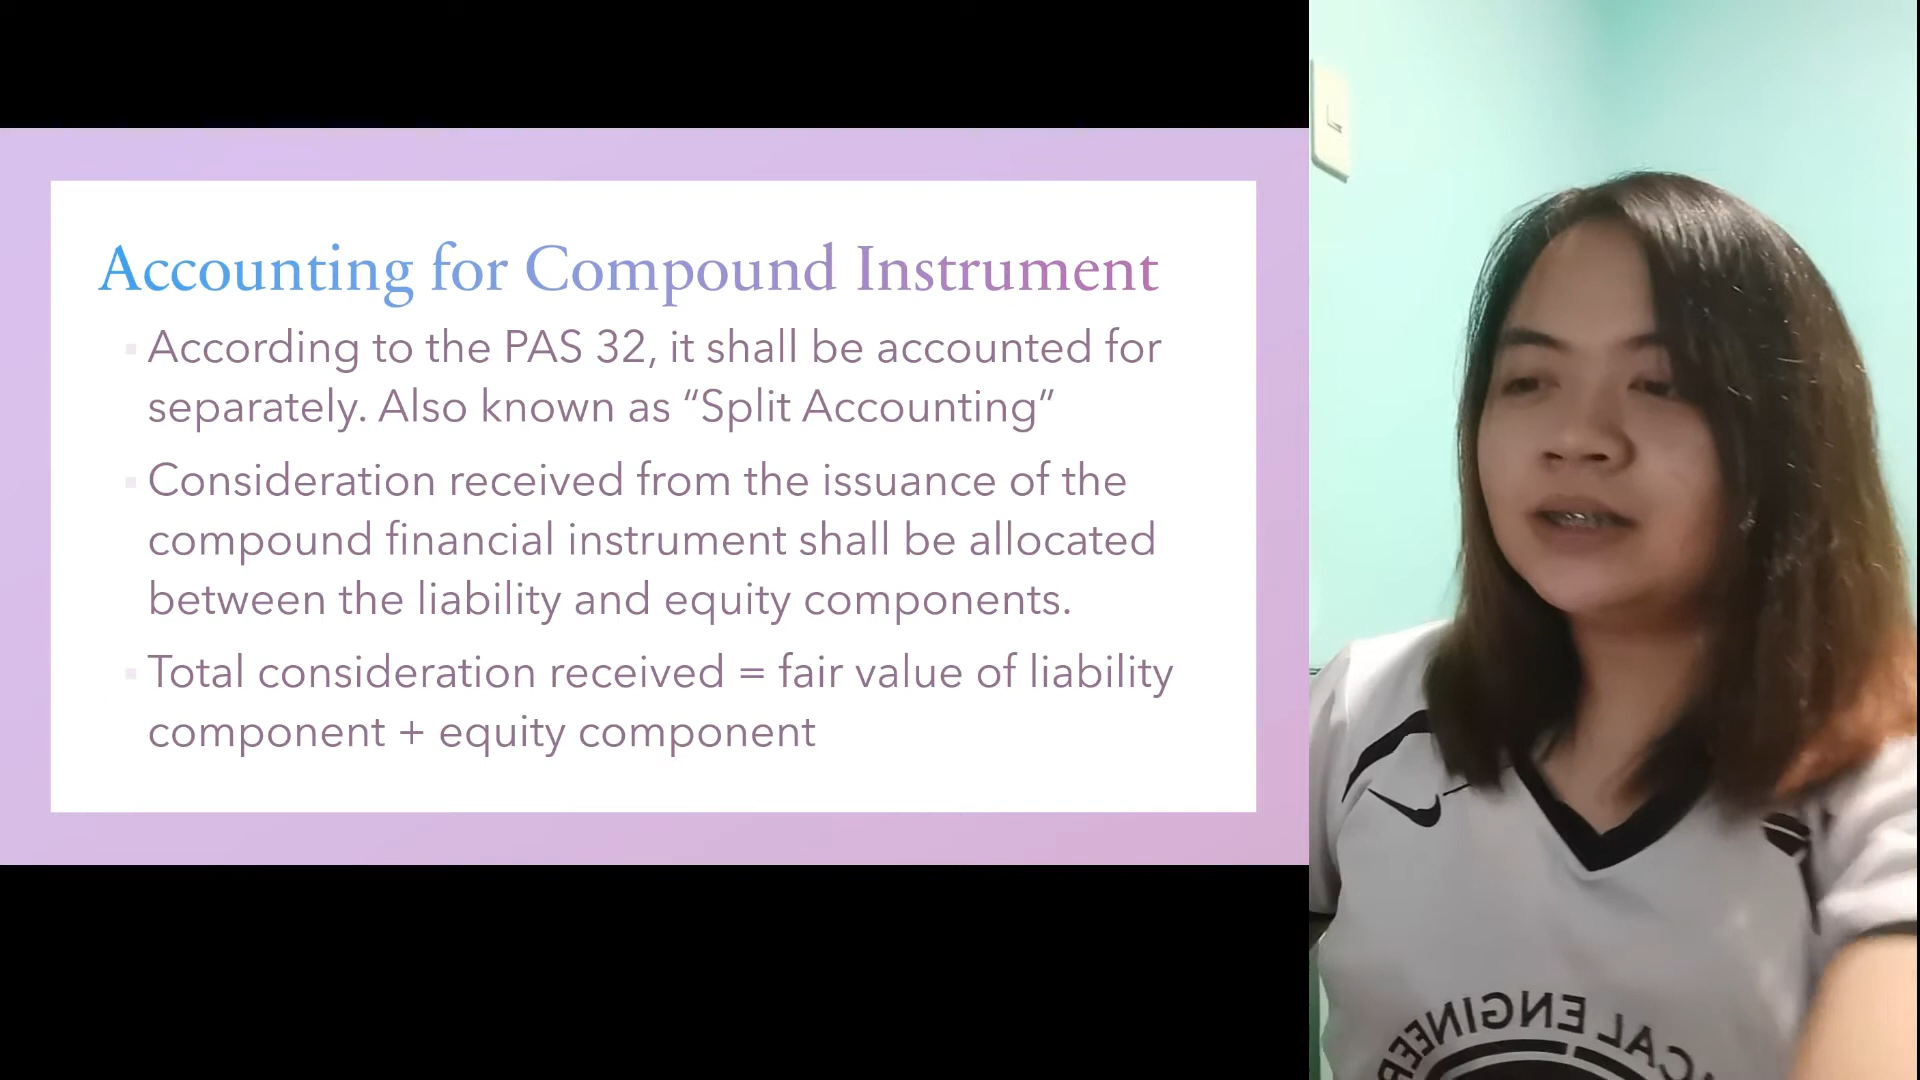 Accounting for Compound Instrument
According to the PAS 32, it shall be accounted for
separately. Also known as “Split Accounting”
Consideration received from the issuance of the
compound financial instrument shall be allocated
between the liability and equity components.
Total consideration received = fair value of liability
component + equity component
CAL ENGINEER